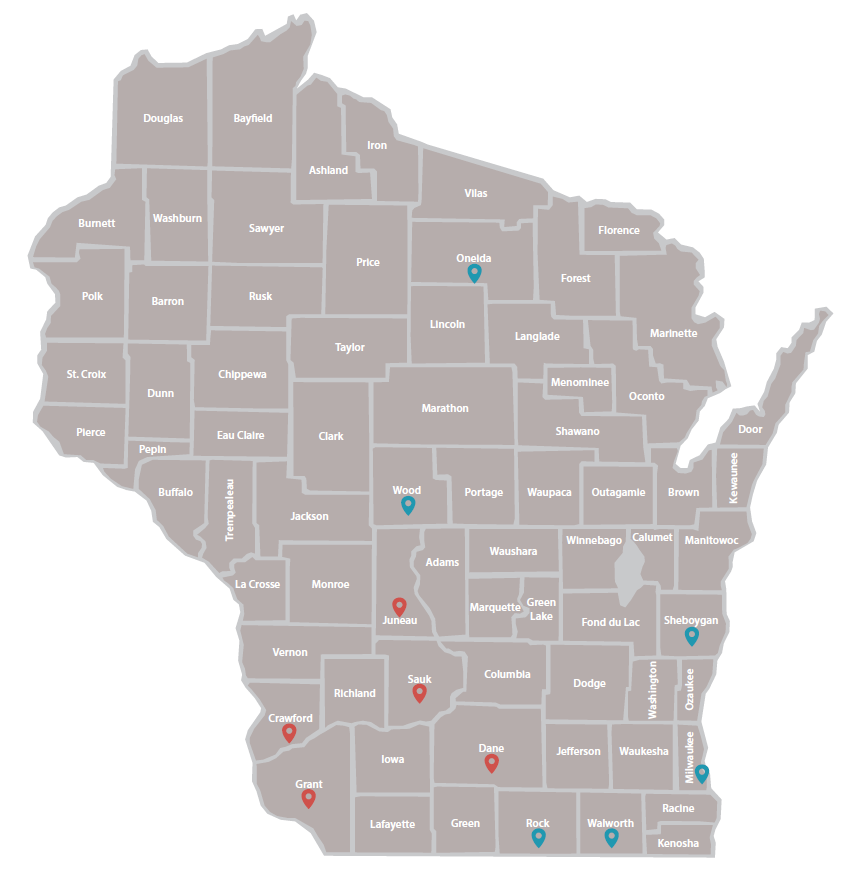 Douglas
Bayfield
Iron
Ashland
Vilas
Burnett
Washburn
Sawyer
Florence
Price
Oneida
Forest
Polk
Barron
Rusk
Lincoln
Langlade
Marinette
Taylor
St. Croix
Chippewa
Menominee
Dunn
Oconto
Marathon
Pierce
Eau Claire
Clark
Shawano
Door
Pepin
Buffalo
Trempealeau
Wood
Portage
Waupaca
Outagamie
Brown
Kewaunee
Jackson
Winnebago
Calumet
Manitowoc
Waushara
Adams
La Crosse
Monroe
Marquette
Green
Lake
Juneau
Fond du Lac
Sheboygan
Vernon
Columbia
Sauk
Dodge
Washington
Ozaukee
Richland
Crawford
Dane
Jefferson
Waukesha
Milwaukee
Iowa
Grant
Racine
Lafayette
Green
Rock
Walworth
Kenosha